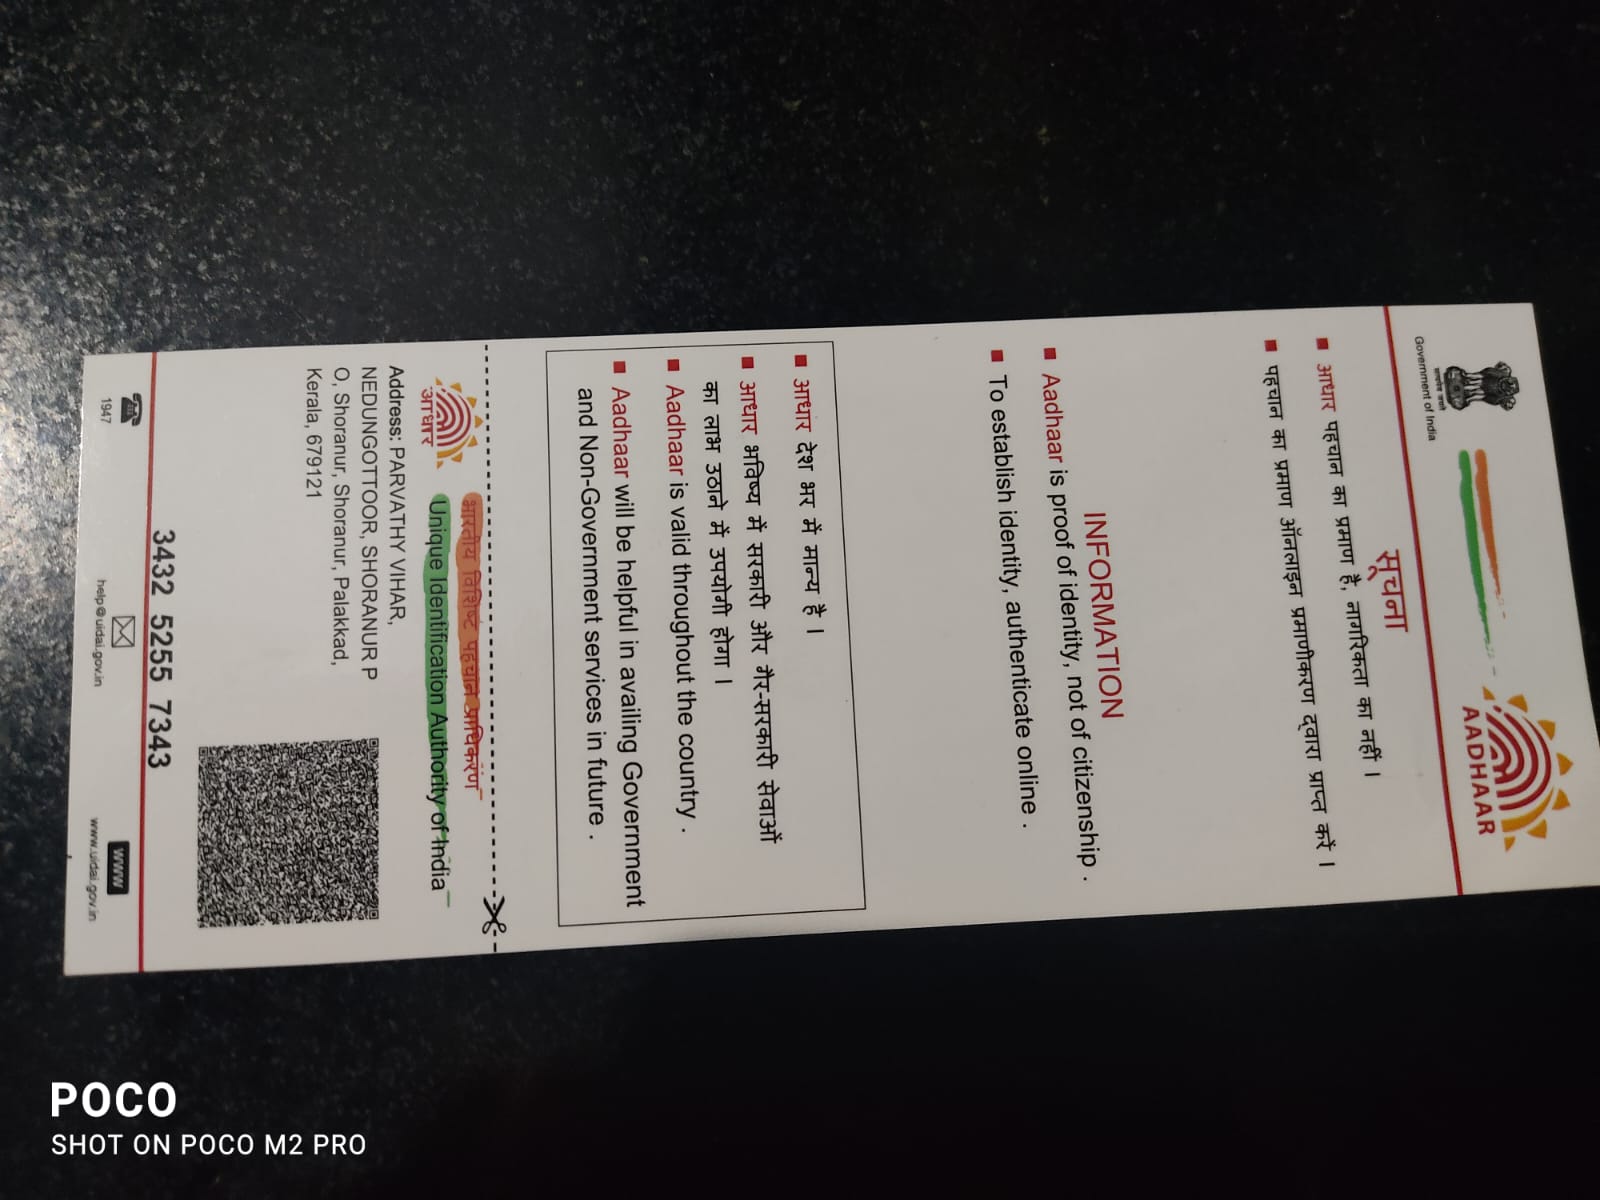 सूचना
Government of India
AADHAAR
■ आधार पहचान का प्रमाण है, नागरिकता का नहीं ।
■ पहचान का प्रमाण ऑनलाइन प्रमाणीकरण द्वारा प्राप्त करें ।
INFORMATION
■ Aadhaar is proof of identity, not of citizenship .
■ To establish identity, authenticate online .
■ आधार देश भर में मान्य है ।
■ आधार भविष्य में सरकारी और गैर-सरकारी सेवाओं
का लाभ उठाने में उपयोगी होगा ।
■ Aadhaar is valid throughout the country .
■ Aadhaar will be helpful in availing Government
and Non-Government services in future .
भारतीय विशिष्ट पहचान प्राधिकरण
Unique Identification Authority of India
आधार
Address: PARVATHY VIHAR,
NEDUNGOTTOOR, SHORANUR P
O, Shoranur, Shoranur, Palakkad,
Kerala, 679121
3432 5255 7343
1947
help@uidai.gov.in
www
www.uidai.gov.in
POCO
SHOT ON POCO M2 PRO